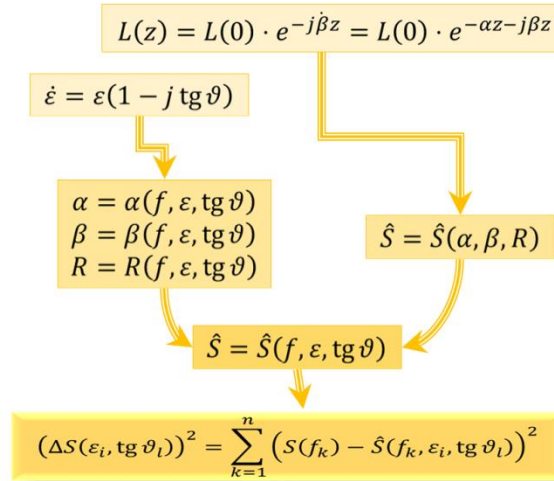 L(z) = L(0) · e^{-jβ̇z} = L(0) · e^{-αz-jβz}
ε̇ = ε(1 − j tg ϑ)
α = α(f, ε, tg ϑ)
β = β(f, ε, tg ϑ)
R = R(f, ε, tg ϑ)
Ŝ = Ŝ(α, β, R)
Ŝ = Ŝ(f, ε, tg ϑ)
(ΔS(ε_i, tg ϑ_l))^2 = ∑_{k=1}^{n} (S(f_k) − Ŝ(f_k, ε_i, tg ϑ_l))^2